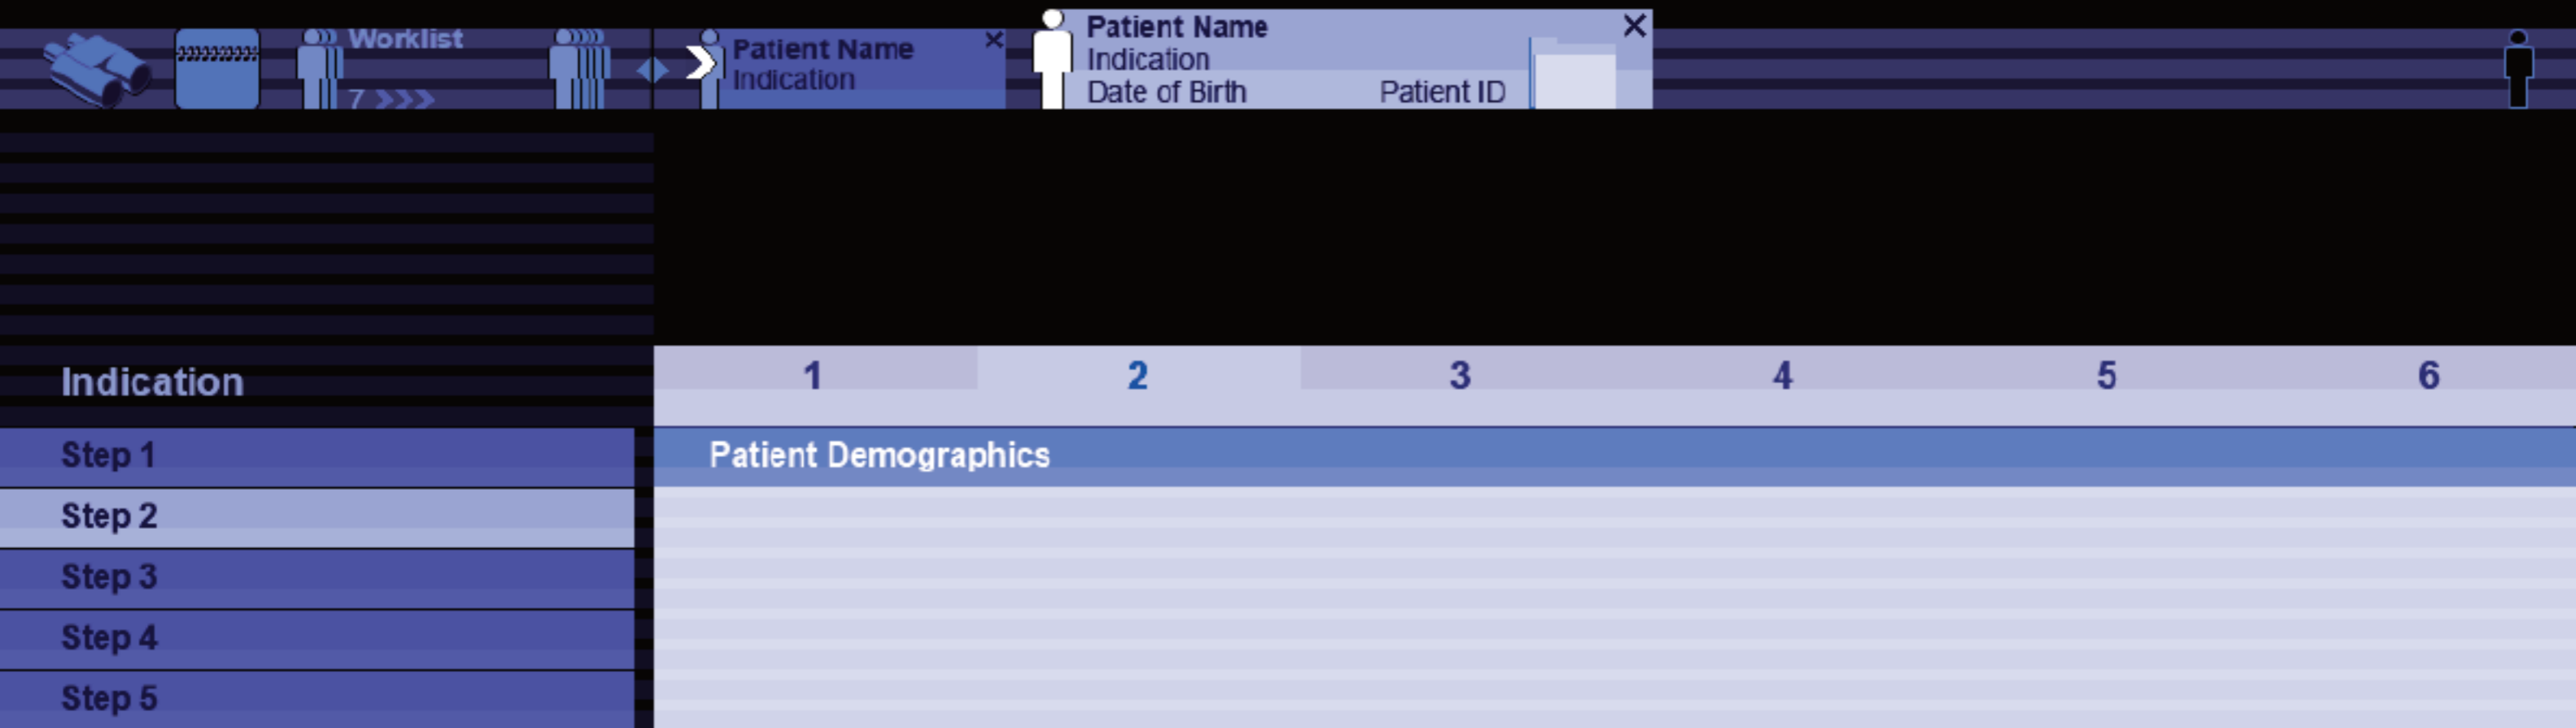 Worklist
7
Patient Name
Indication
Patient Name
Indication
Date of Birth Patient ID
Indication
1 2 3 4 5 6
Step 1
Patient Demographics
Step 2
Step 3
Step 4
Step 5